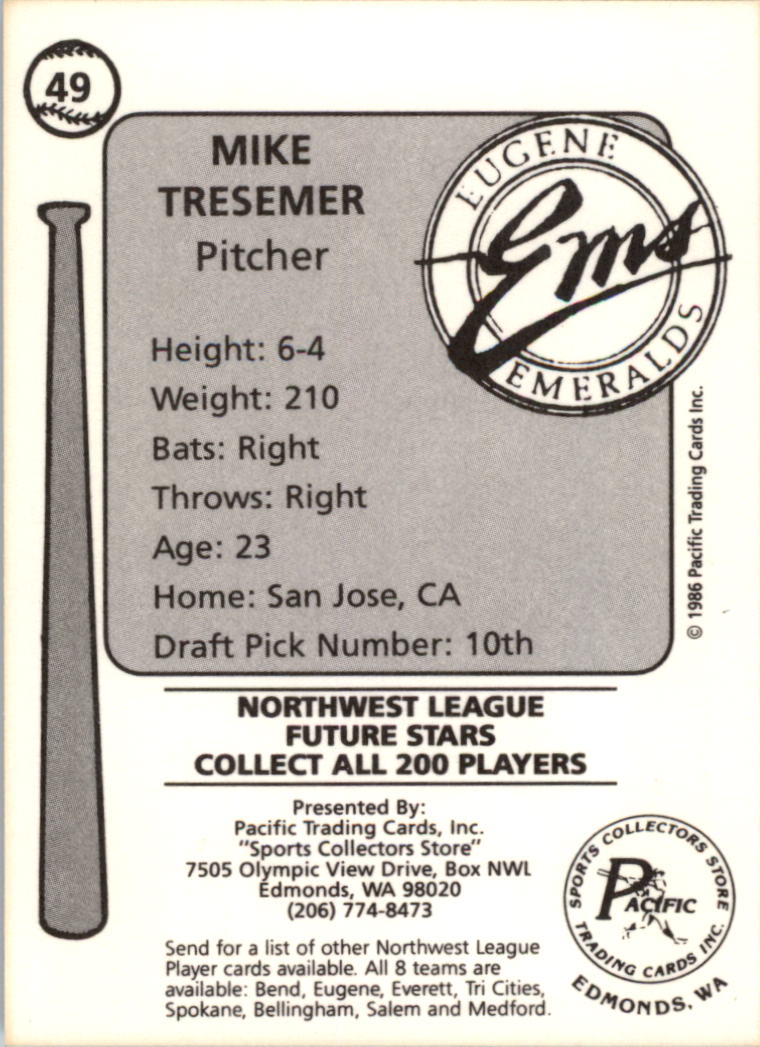 49
MIKE
TRESEMER
Pitcher
EUGENE
Ems
EMERALDS
Height: 6-4
Weight: 210
Bats: Right
Throws: Right
Age: 23
Home: San Jose, CA
Draft Pick Number: 10th
© 1986 Pacific Trading Cards Inc.
NORTHWEST LEAGUE
FUTURE STARS
COLLECT ALL 200 PLAYERS
Presented By:
Pacific Trading Cards, Inc.
"Sports Collectors Store"
7505 Olympic View Drive, Box NWL
Edmonds, WA 98020
(206) 774-8473
Send for a list of other Northwest League
Player cards available. All 8 teams are
available: Bend, Eugene, Everett, Tri Cities,
Spokane, Bellingham, Salem and Medford.
SPORTS COLLECTORS STORE
PACIFIC
TRADING CARDS INC.
EDMONDS, WA